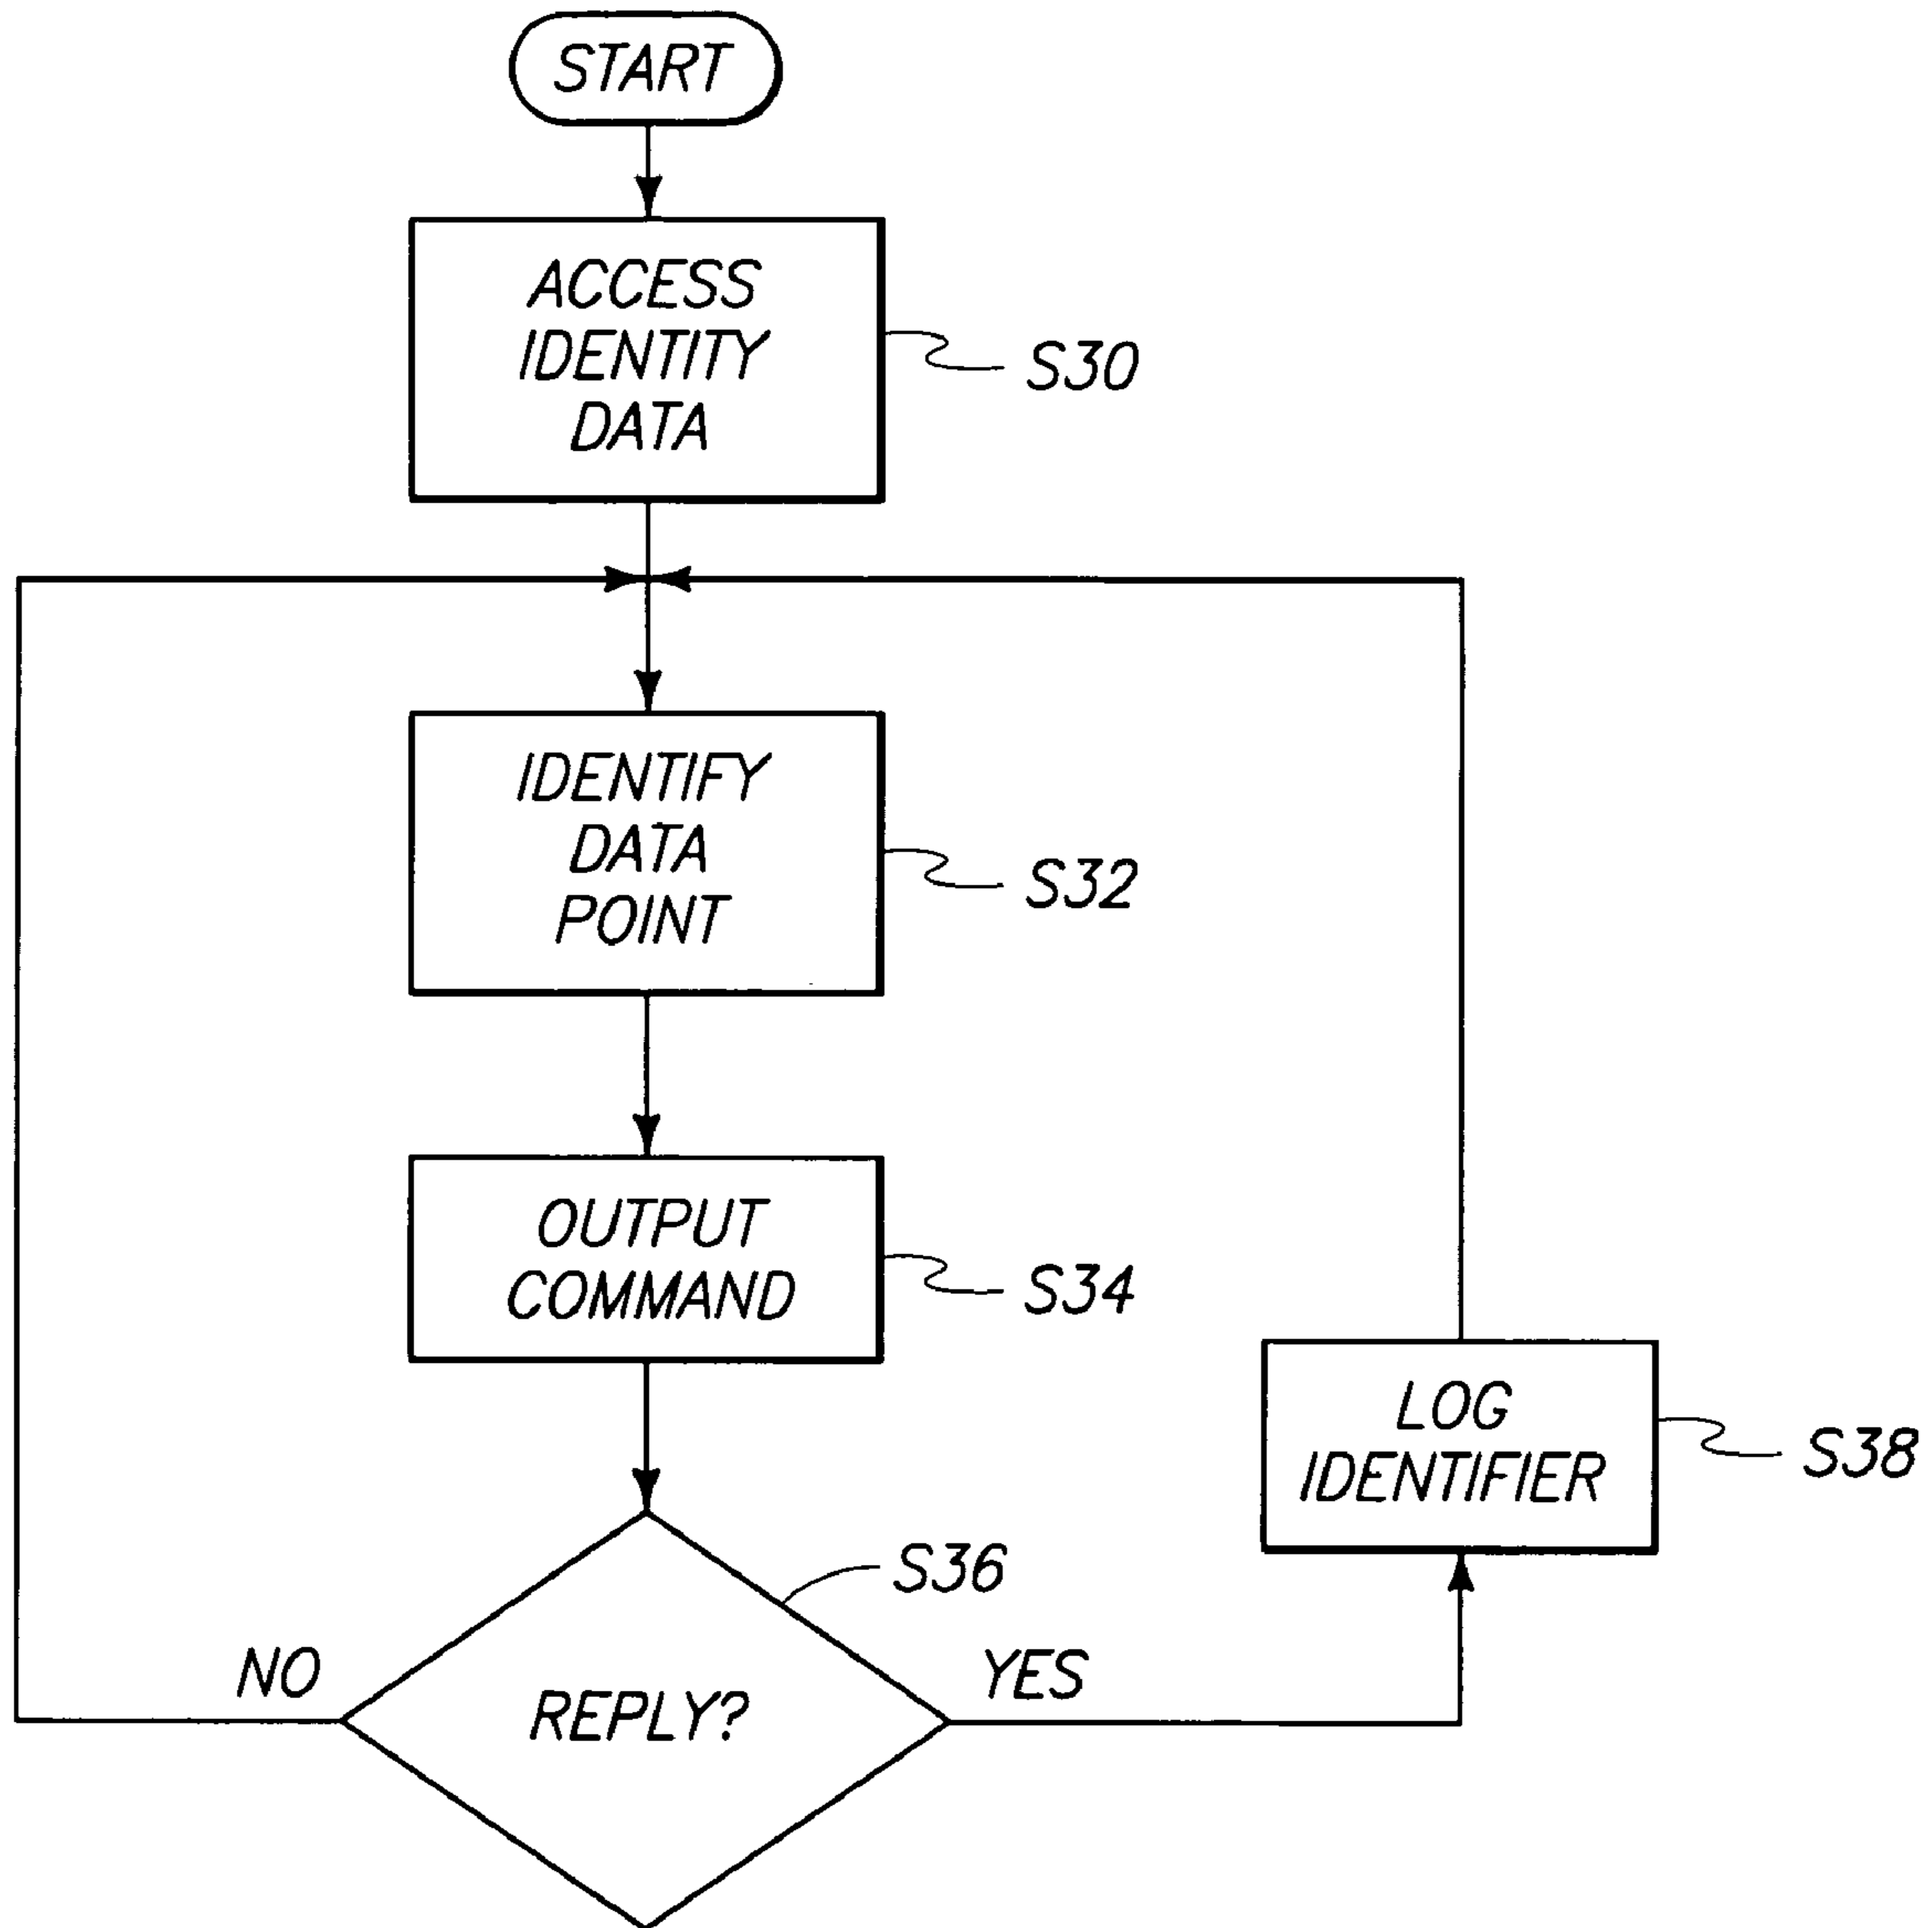 START
ACCESS
IDENTITY
DATA
S30
IDENTIFY
DATA
POINT
S32
OUTPUT
COMMAND
S34
LOG
IDENTIFIER
S38
S36
NO
YES
REPLY?